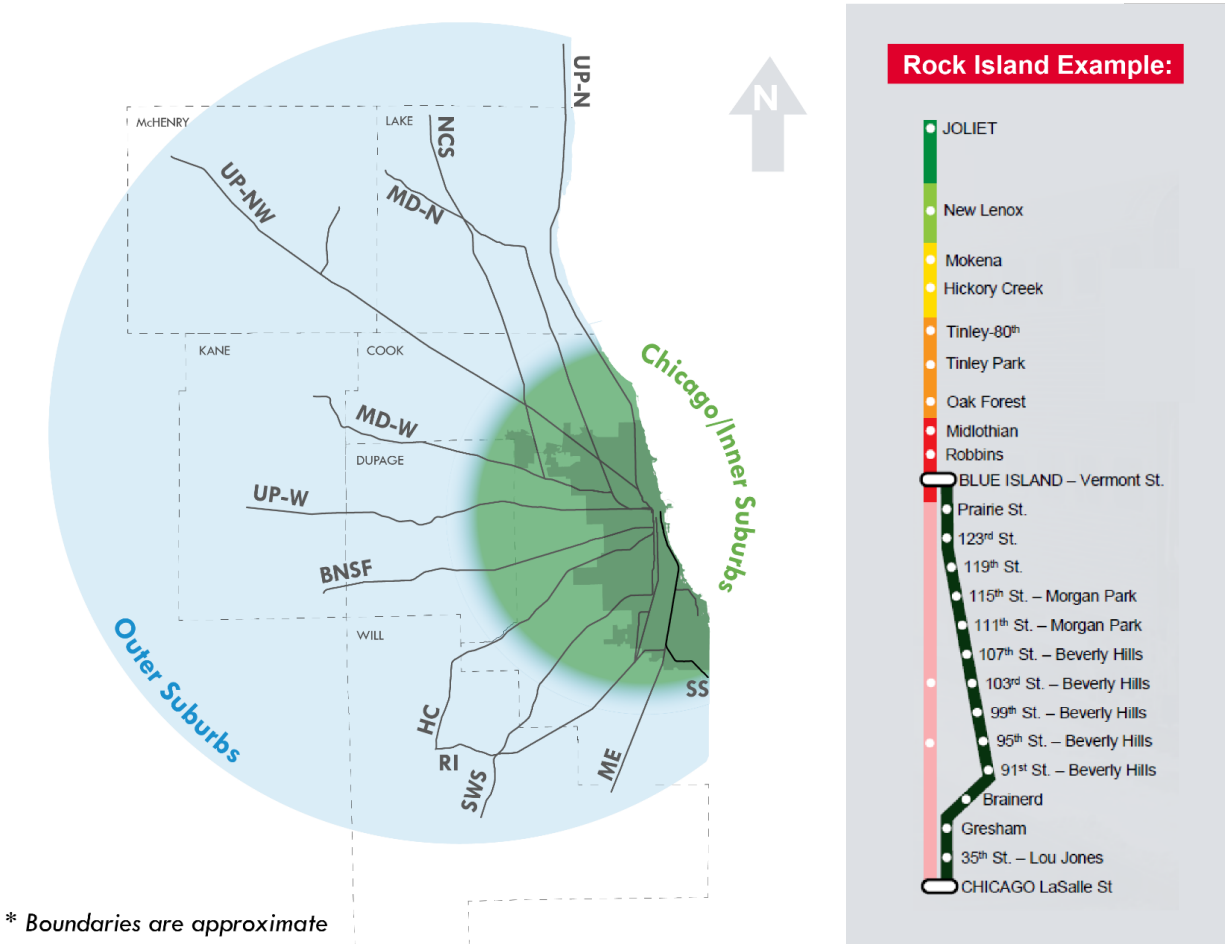 UP-N
N
McHENRY
LAKE
NCS
UP-NW
MD-N
KANE
COOK
Chicago/Inner Suburbs
MD-W
DUPAGE
UP-W
BNSF
Outer Suburbs
WILL
SS
HC
RI
ME
SWS
* Boundaries are approximate
Rock Island Example:
JOLIET
New Lenox
Mokena
Hickory Creek
Tinley-80th
Tinley Park
Oak Forest
Midlothian
Robbins
BLUE ISLAND – Vermont St.
Prairie St.
123rd St.
119th St.
115th St. – Morgan Park
111th St. – Morgan Park
107th St. – Beverly Hills
103rd St. – Beverly Hills
99th St. – Beverly Hills
95th St. – Beverly Hills
91st St. – Beverly Hills
Brainerd
Gresham
35th St. – Lou Jones
CHICAGO LaSalle St